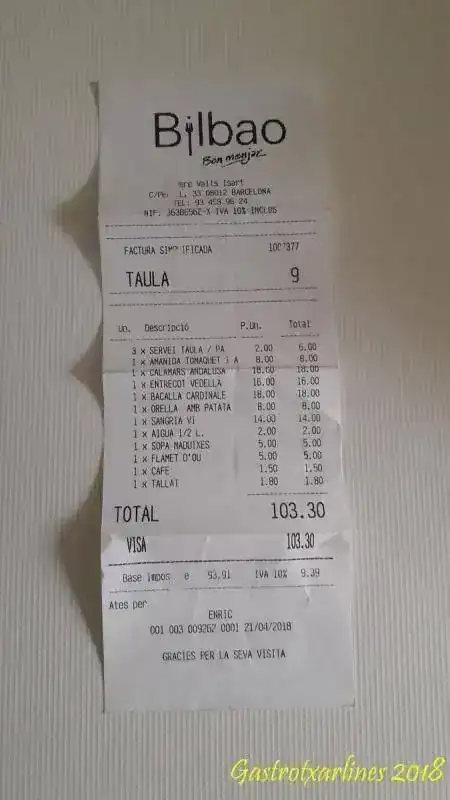 Bilbao
Bon menjar
Valls Isart
L, 33 08012 BARCELONA
TEL: 93 458 96 24
NIF: 36386562-X IVA 10% INCLOS
FACTURA SIMPLIFICADA
TAULA 9
un. Descripció P.Un. Total
3 x SERVEI TAULA / PA 2.00 6.00
1 x AMANIDA TOMAQUET I A 8.00 8.00
1 x CALAMARS ANDALUSA 18.00 18.00
1 x ENTRECOT VEDELLA 16.00 16.00
1 x BACALLA CARDINALE 18.00 18.00
1 x ORELLA AMB PATATA 8.00 8.00
1 x SANGRIA VI 14.00 14.00
1 x AIGUA 1/2 L. 2.00 2.00
1 x SOPA MADUIXES 5.00 5.00
1 x FLAMET D'OU 5.00 5.00
1 x CAFE 1.50 1.50
1 x TALLAT 1.80 1.80
TOTAL 103.30
VISA 103.30
Base impos e 93.91 IVA 10% 9.39
Ates per
ENRIC
001 003 009262 0001 21/04/2018
GRACIES PER LA SEVA VISITA
Gastrotxarlines 2018